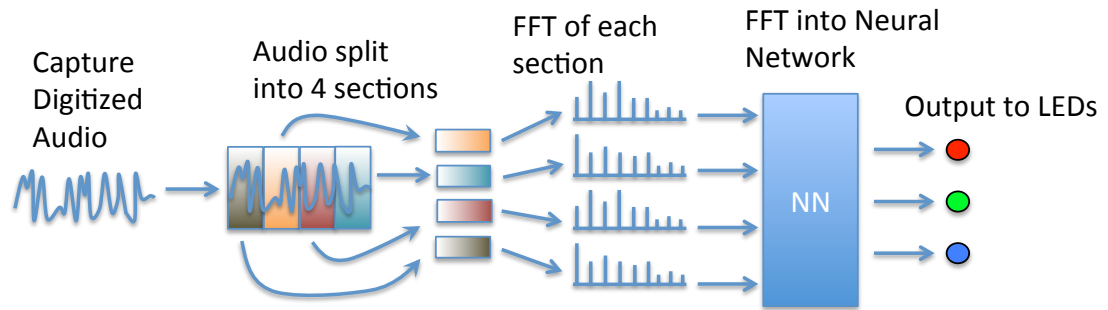 Capture
Digitized
Audio
Audio split
into 4 sections
FFT of each
section
FFT into Neural
Network
NN
Output to LEDs